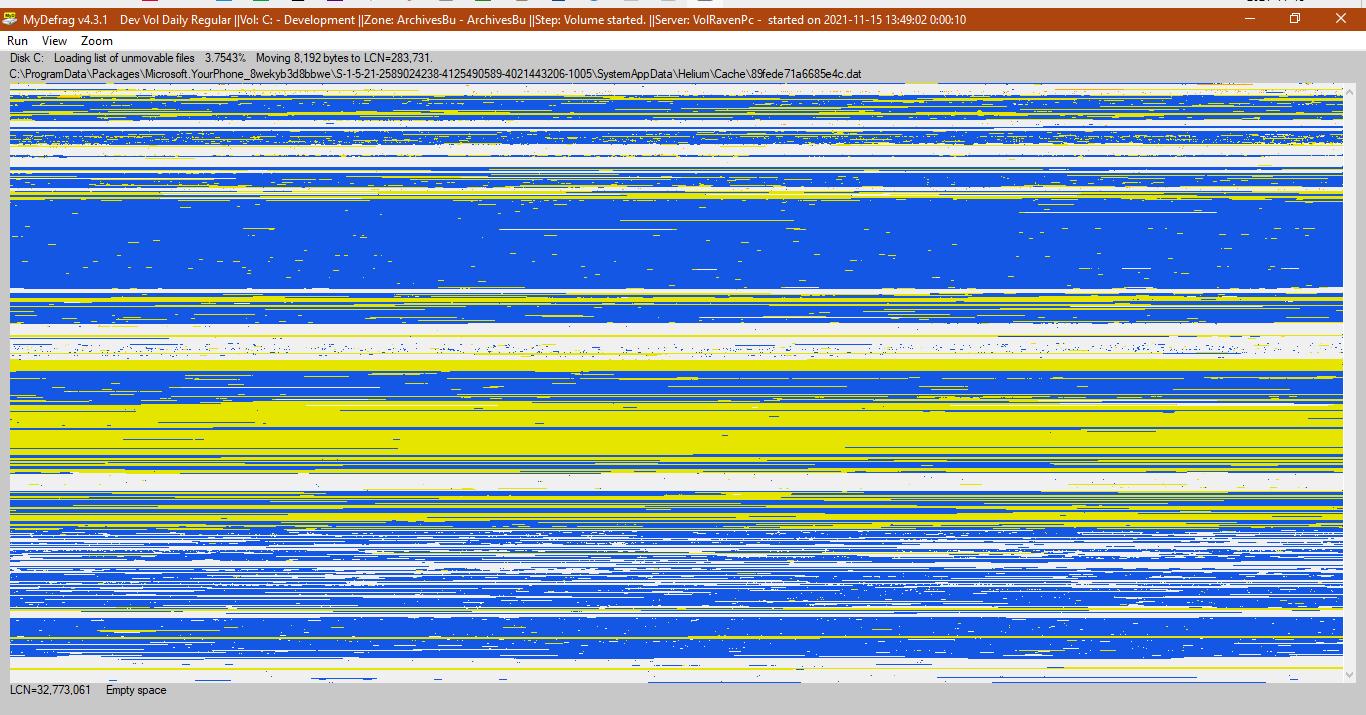 MyDefrag v4.3.1 Dev Vol Daily Regular ||Vol: C: - Development ||Zone: ArchivesBu - ArchivesBu ||Step: Volume started. ||Server: VolRavenPc - started on 2021-11-15 13:49:02 0:00:10
Run View Zoom
Disk C: Loading list of unmovable files 3.7543% Moving 8,192 bytes to LCN=283,731.
C:\ProgramData\Packages\Microsoft.YourPhone_8wekyb3d8bbwe\S-1-5-21-2589024238-4125490589-4021443206-1005\SystemAppData\Helium\Cache\89fede71a6685e4c.dat
LCN=32,773,061 Empty space